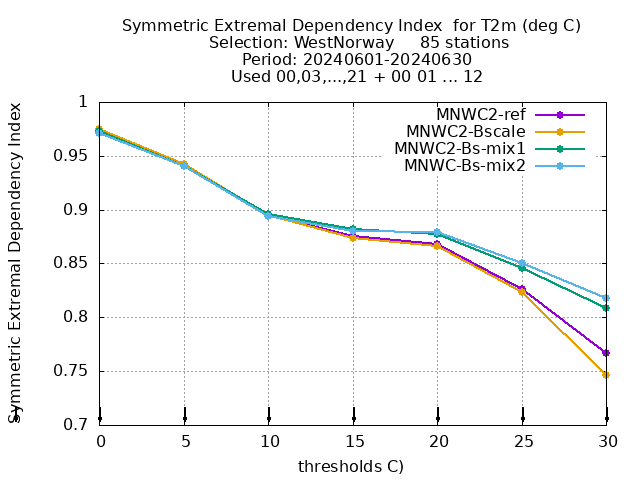 Symmetric Extremal Dependency Index  for T2m (deg C)
Selection: WestNorway     85 stations
Period: 20240601-20240630
Used 00,03,...,21 + 00 01 ... 12
Symmetric Extremal Dependency Index
MNWC2-ref
MNWC2-Bscale
MNWC2-Bs-mix1
MNWC-Bs-mix2
1
0.95
0.9
0.85
0.8
0.75
0.7
0 5 10 15 20 25 30
thresholds C)